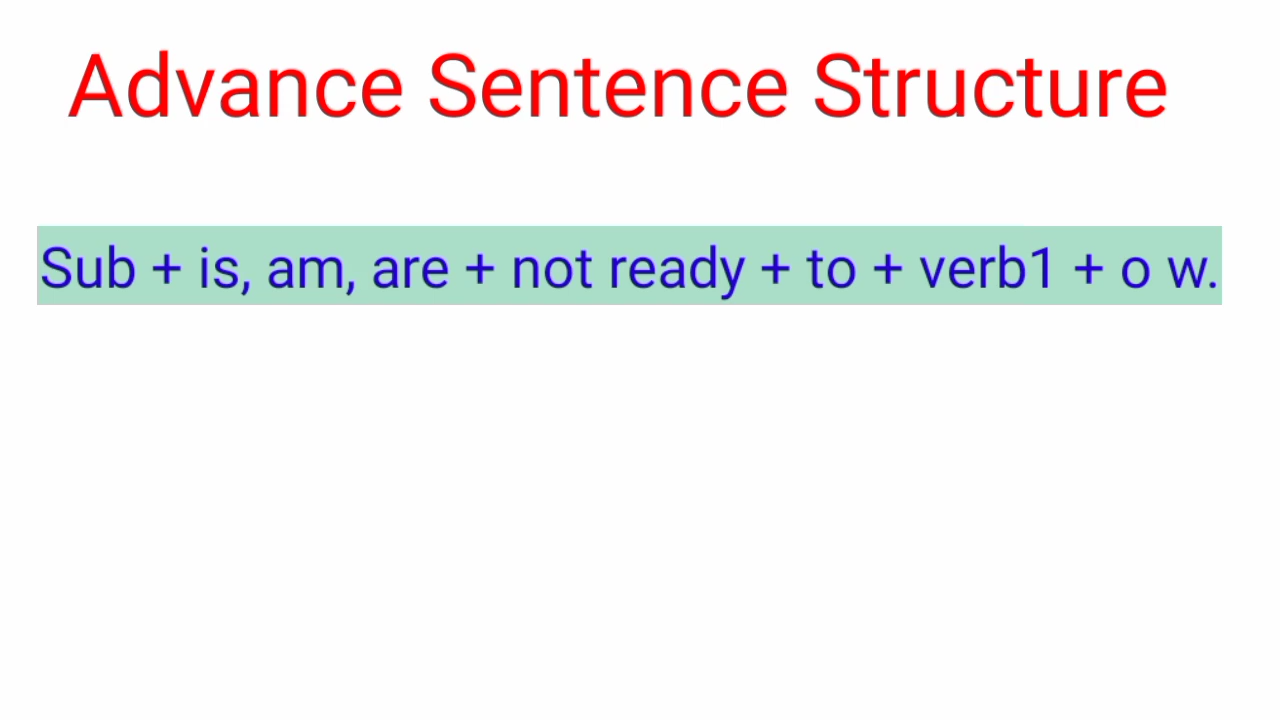 Advance Sentence Structure
Sub + is, am, are + not ready + to + verb1 + o w.